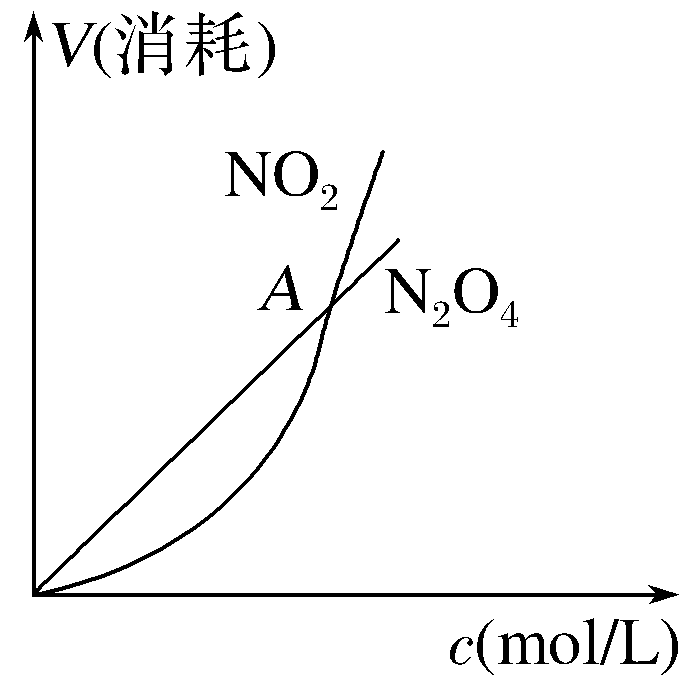 V(消耗)
NO₂
A
N₂O₄
c(mol/L)